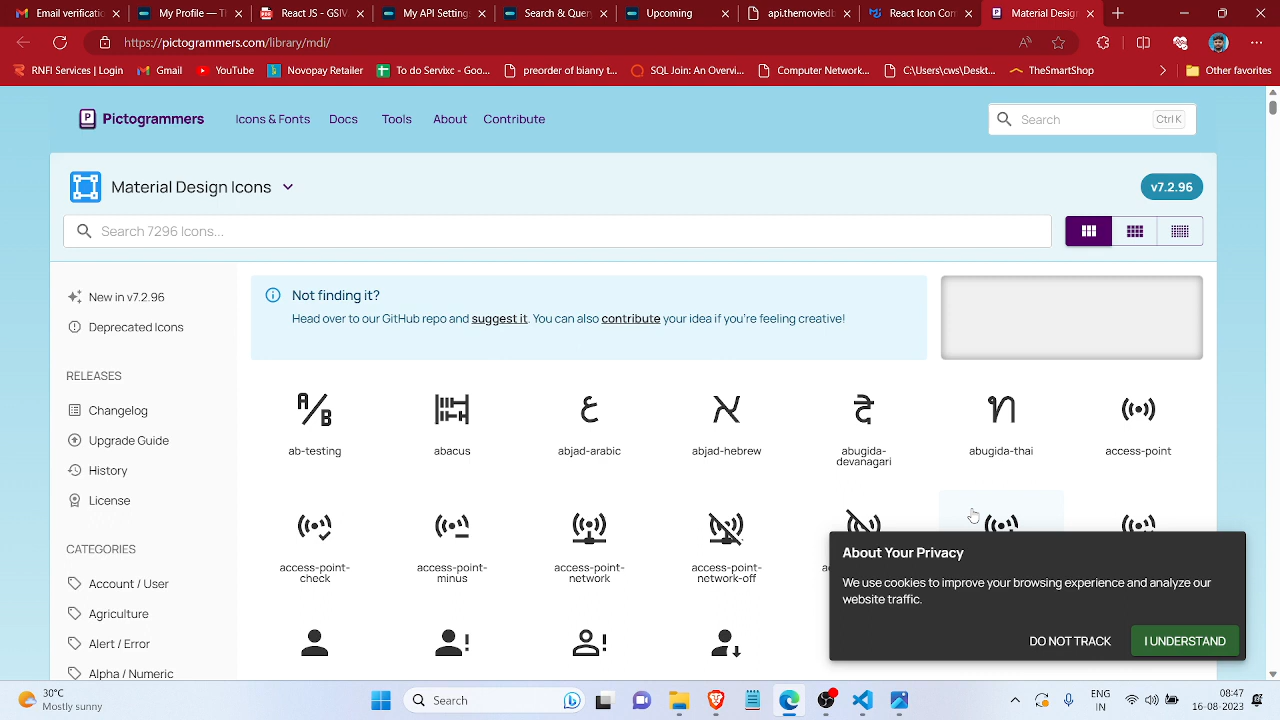 Email verificatio
My Profile — Th
React JS - GSIV
My API Setting
Search & Query
Upcoming
api.themoviedb
React Icon Con
Material Design
https://pictogrammers.com/library/mdi/
RNFI Services | Login
Gmail
YouTube
Novopay Retailer
To do Servixc - Goo...
preorder of bianry t...
SQL Join: An Overvi...
Computer Network...
C:\Users\cws\Deskt...
TheSmartShop
Other favorites
Pictogrammers
Icons & Fonts
Docs
Tools
About
Contribute
Search
Ctrl K
Material Design Icons
v7.2.96
Search 7296 Icons...
New in v7.2.96
Deprecated Icons
RELEASES
Changelog
Upgrade Guide
History
License
CATEGORIES
Account / User
Agriculture
Alert / Error
Alpha / Numeric
Not finding it?
Head over to our GitHub repo and suggest it. You can also contribute your idea if you're feeling creative!
ab-testing
abacus
abjad-arabic
abjad-hebrew
abugida-
devanagari
abugida-thai
access-point
access-point-
check
access-point-
minus
access-point-
network
access-point-
network-off
About Your Privacy
We use cookies to improve your browsing experience and analyze our
website traffic.
DO NOT TRACK
I UNDERSTAND
30°C
Mostly sunny
Search
ENG
IN
08:47
16-08-2023